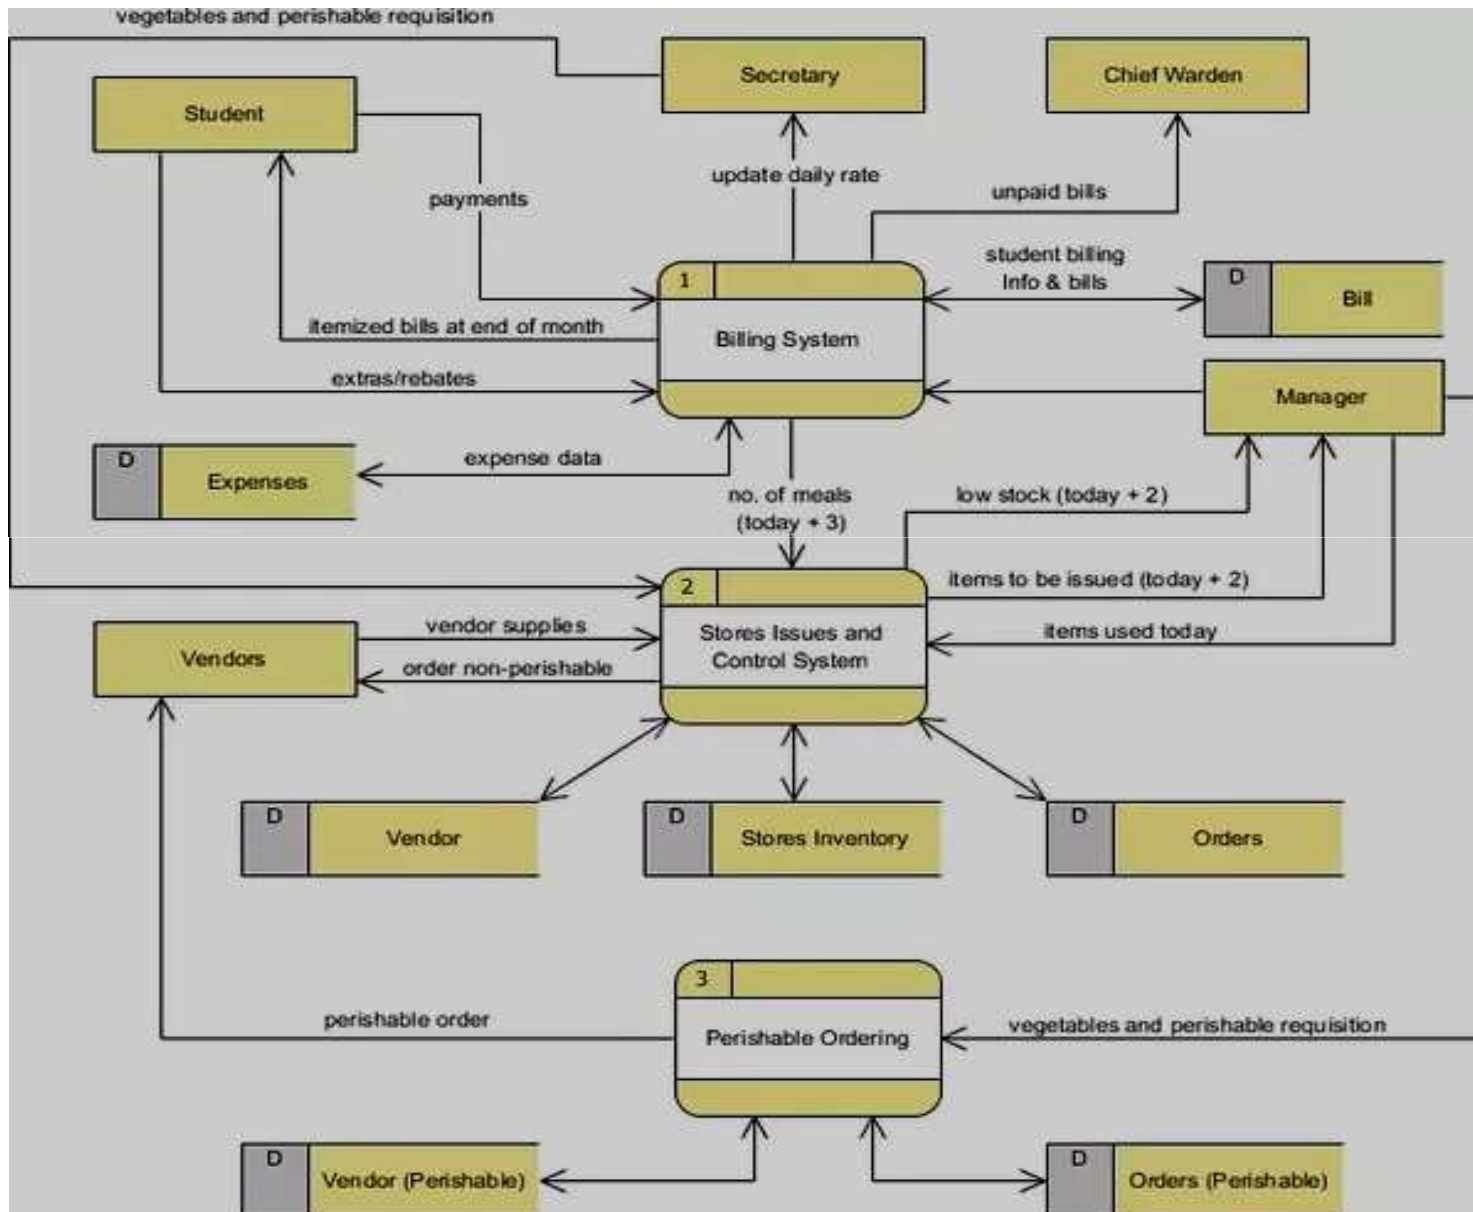 vegetables and perishable requisition
Secretary
Chief Warden
Student
update daily rate
payments
unpaid bills
student billing
Info & bills
D
Bill
1
Billing System
itemized bills at end of month
extras/rebates
Manager
D
Expenses
expense data
no. of meals
(today + 3)
low stock (today + 2)
2
Stores Issues and
Control System
items to be issued (today + 2)
items used today
vendor supplies
Vendors
order non-perishable
D
Vendor
D
Stores Inventory
D
Orders
3
Perishable Ordering
perishable order
vegetables and perishable requisition
D
Vendor (Perishable)
D
Orders (Perishable)